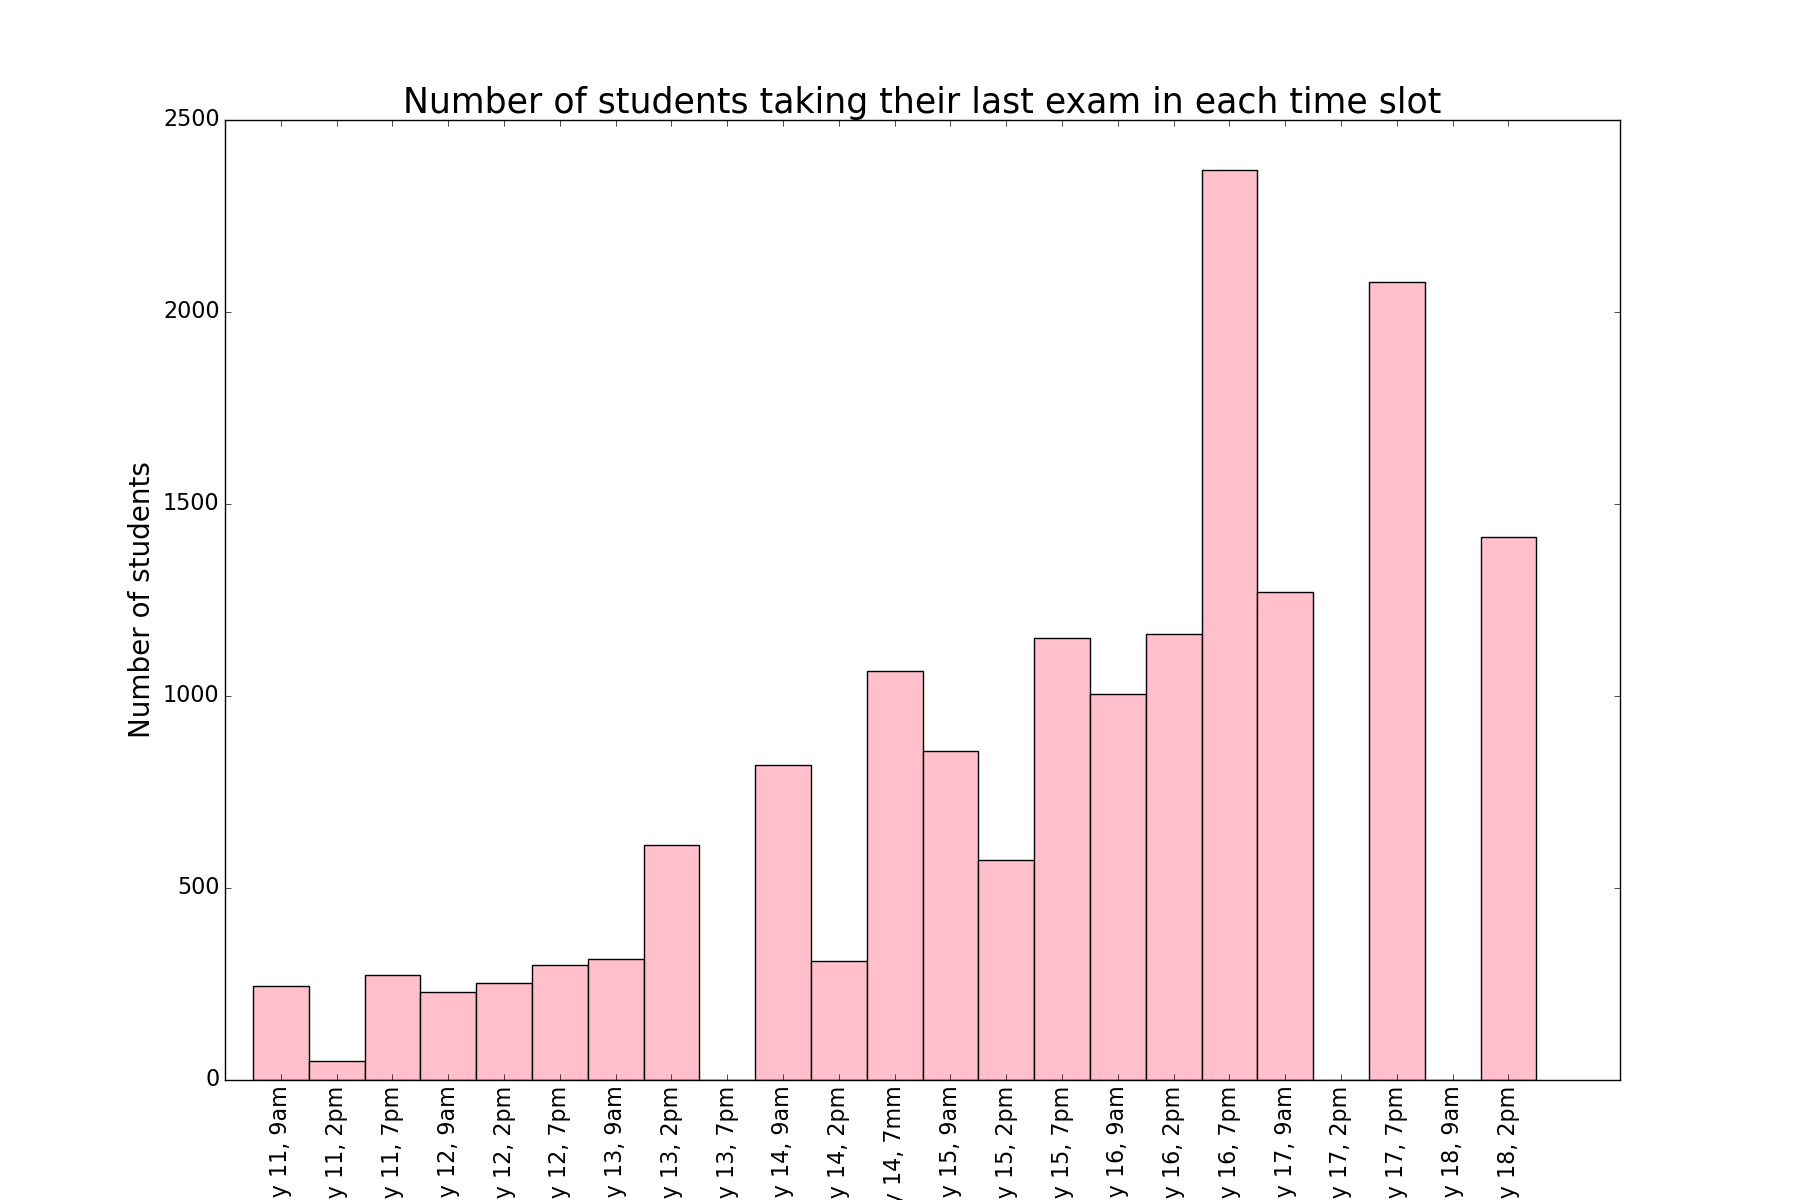 Number of students taking their last exam in each time slot
Number of students
2500
2000
1500
1000
500
0
y 11, 9am
y 11, 2pm
y 11, 7pm
y 12, 9am
y 12, 2pm
y 12, 7pm
y 13, 9am
y 13, 2pm
y 13, 7pm
y 14, 9am
y 14, 2pm
y 14, 7mm
y 15, 9am
y 15, 2pm
y 15, 7pm
y 16, 9am
y 16, 2pm
y 16, 7pm
y 17, 9am
y 17, 2pm
y 17, 7pm
y 18, 9am
y 18, 2pm